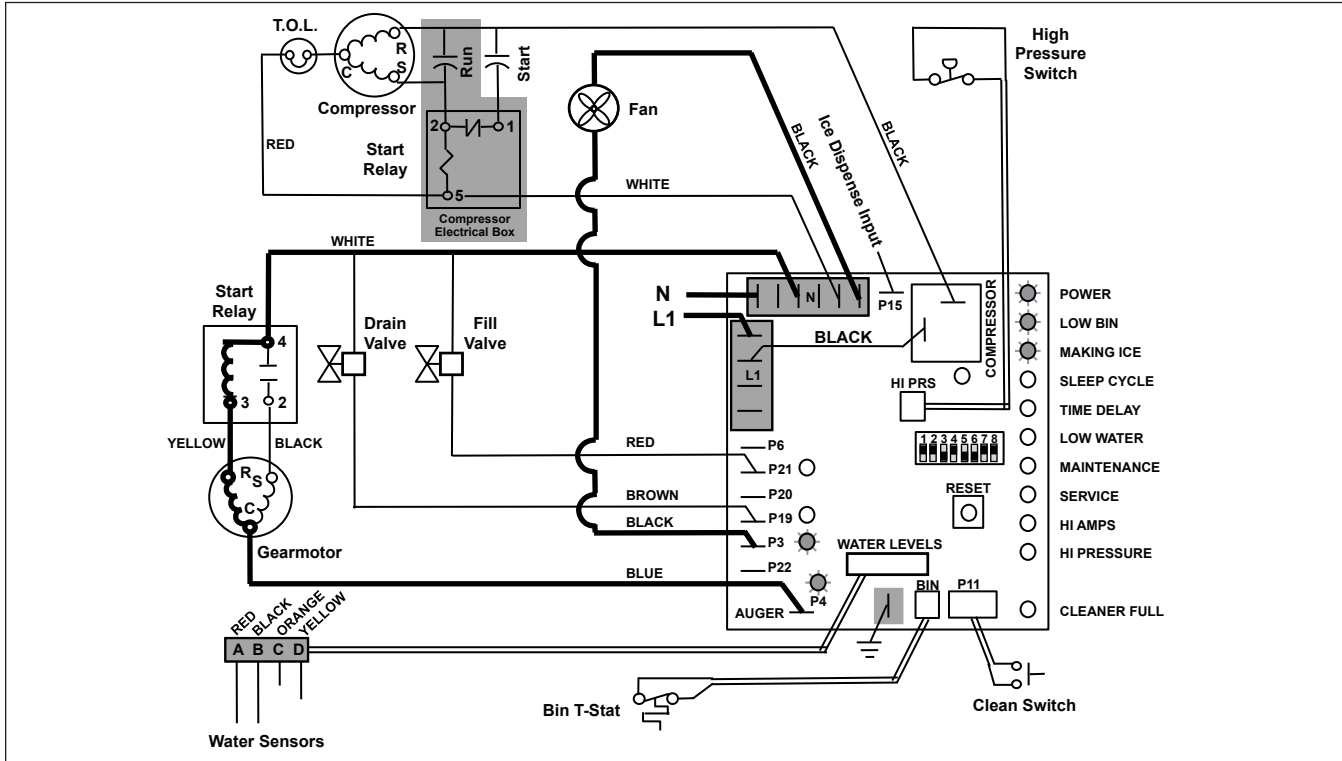 T.O.L.
R
S
C
Compressor
Run
Start
2
1
Start
Relay
5
Compressor
Electrical Box
RED
WHITE
Fan
BLACK
Ice Dispense Input
BLACK
High
Pressure
Switch
WHITE
Start
Relay
4
3
2
YELLOW
BLACK
R
S
C
Gearmotor
Drain
Valve
Fill
Valve
N
L1
N
P15
L1
BLACK
COMPRESSOR
HI PRS
1 2 3 4 5 6 7 8
RESET
POWER
LOW BIN
MAKING ICE
SLEEP CYCLE
TIME DELAY
LOW WATER
MAINTENANCE
SERVICE
HI AMPS
HI PRESSURE
CLEANER FULL
RED
BROWN
BLACK
BLUE
P6
P21
P20
P19
P3
P22
P4
AUGER
WATER LEVELS
BIN
P11
RED
BLACK
ORANGE
YELLOW
A B C D
Water Sensors
Bin T-Stat
Clean Switch